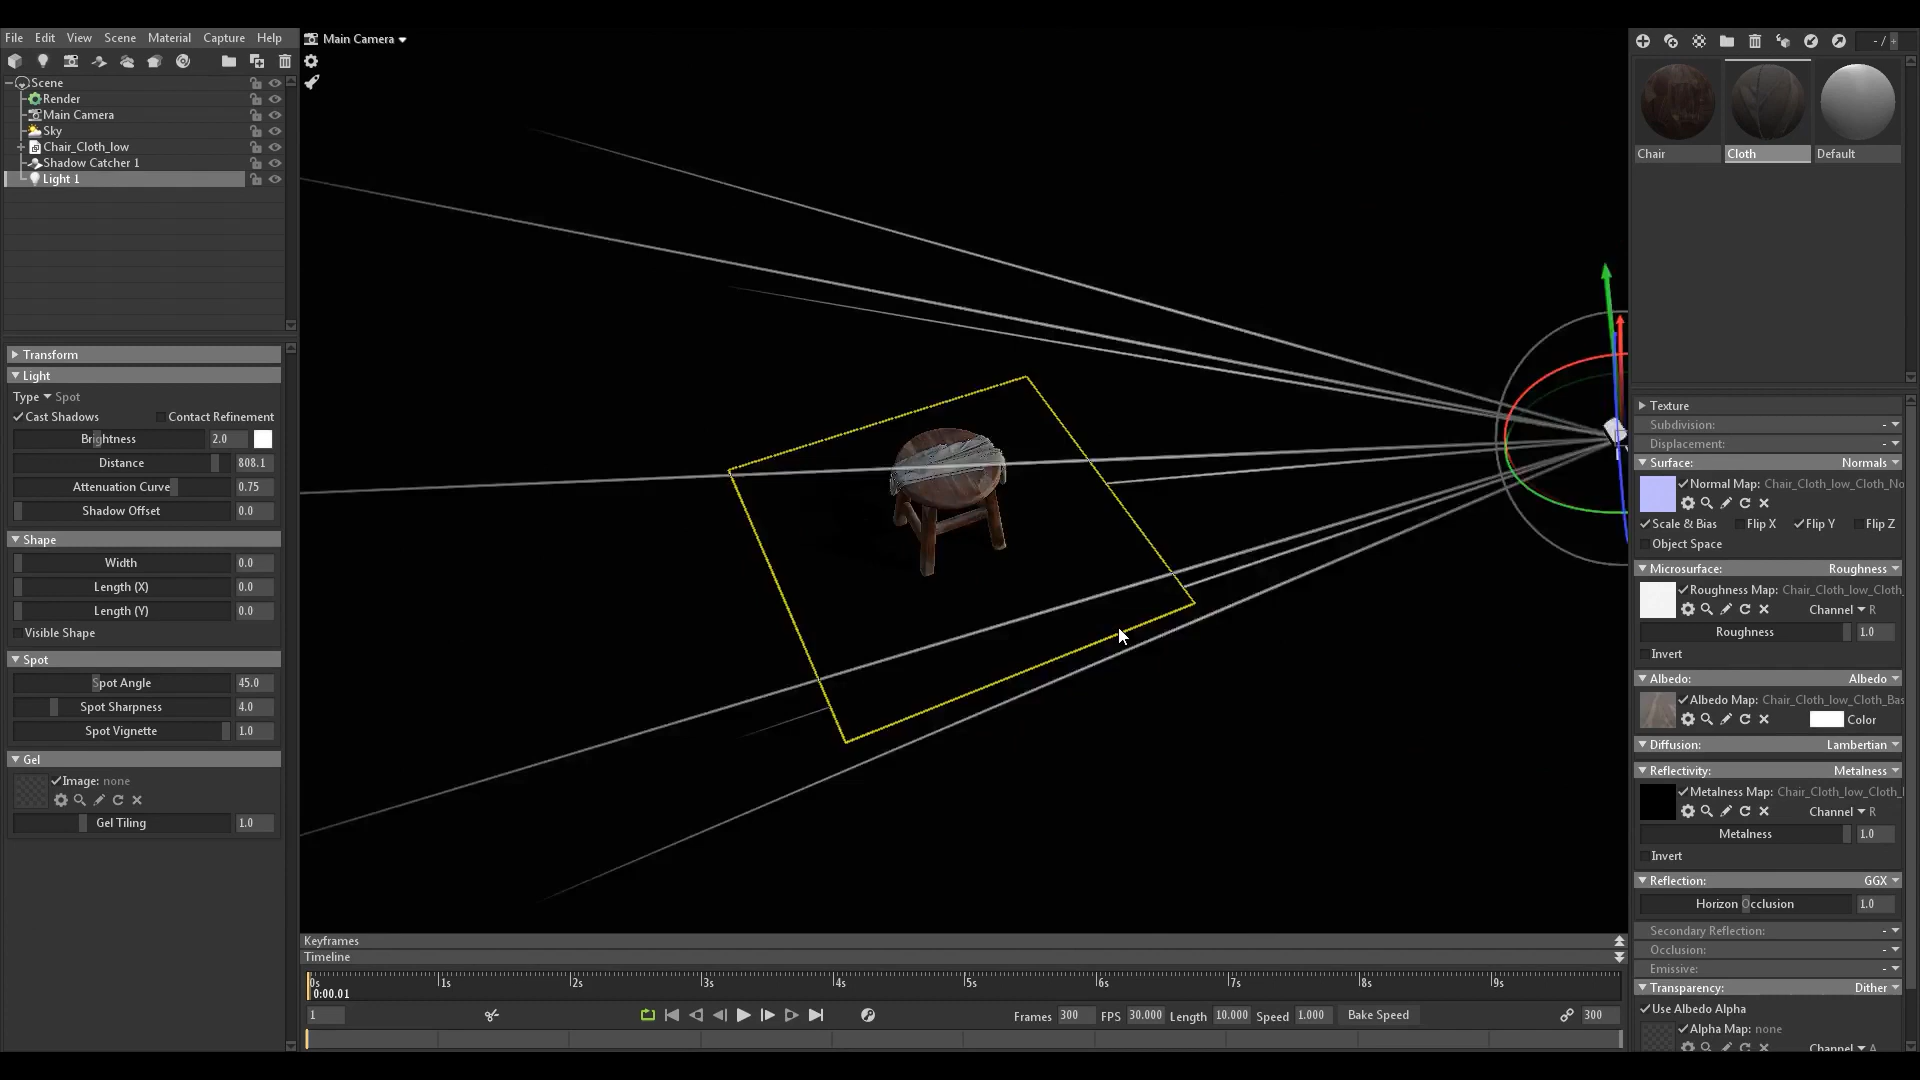 File Edit View Scene Material Capture Help
Scene
Render
Main Camera
Sky
Chair_Cloth_low
Shadow Catcher 1
Light 1
Transform
Light
Type Spot
Cast Shadows Contact Refinement
Brightness 2.0
Distance 808.1
Attenuation Curve 0.75
Shadow Offset 0.0
Shape
Width 0.0
Length (X) 0.0
Length (Y) 0.0
Visible Shape
Spot
Spot Angle 45.0
Spot Sharpness 4.0
Spot Vignette 1.0
Gel
Image: none
Gel Tiling 1.0
Main Camera
Keyframes
Timeline
0s 1s 2s 3s 4s 5s 6s 7s 8s 9s
0:00.01
1 Frames 300 FPS 30.000 Length 10.000 Speed 1.000 Bake Speed 300
- /
Chair Cloth Default
Texture
Subdivision: -
Displacement: -
Surface: Normals
Normal Map: Chair_Cloth_low_Cloth_No
Scale & Bias Flip X Flip Y Flip Z
Object Space
Microsurface: Roughness
Roughness Map: Chair_Cloth_low_Cloth_
Channel R
Roughness 1.0
Invert
Albedo: Albedo
Albedo Map: Chair_Cloth_low_Cloth_Bas
Color
Diffusion: Lambertian
Reflectivity: Metalness
Metalness Map: Chair_Cloth_low_Cloth_
Channel R
Metalness 1.0
Invert
Reflection: GGX
Horizon Occlusion 1.0
Secondary Reflection: -
Occlusion: -
Emissive: -
Transparency: Dither
Use Albedo Alpha
Alpha Map: none
Channel A